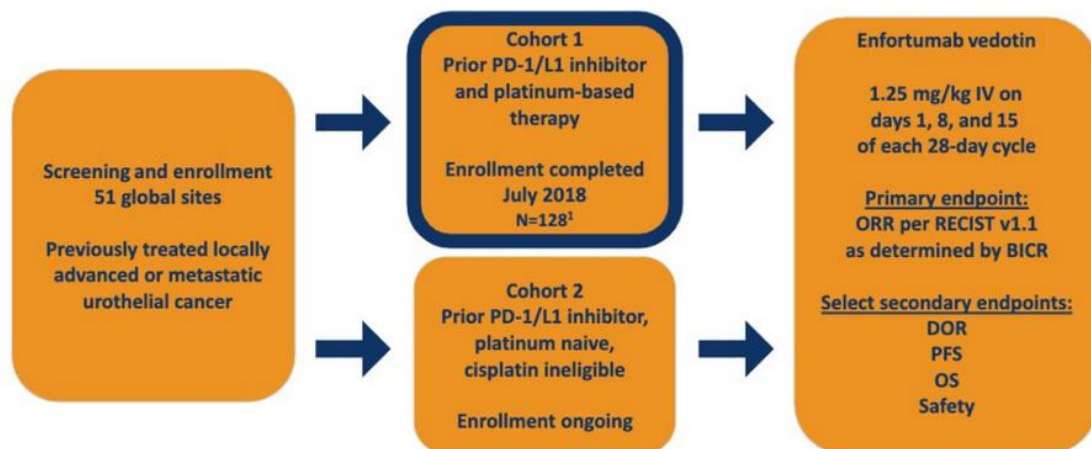 Screening and enrollment
51 global sites
Previously treated locally
advanced or metastatic
urothelial cancer
Cohort 1
Prior PD-1/L1 inhibitor
and platinum-based
therapy
Enrollment completed
July 2018
N=128¹
Cohort 2
Prior PD-1/L1 inhibitor,
platinum naive,
cisplatin ineligible
Enrollment ongoing
Enfortumab vedotin
1.25 mg/kg IV on
days 1, 8, and 15
of each 28-day cycle
Primary endpoint:
ORR per RECIST v1.1
as determined by BICR
Select secondary endpoints:
DOR
PFS
OS
Safety